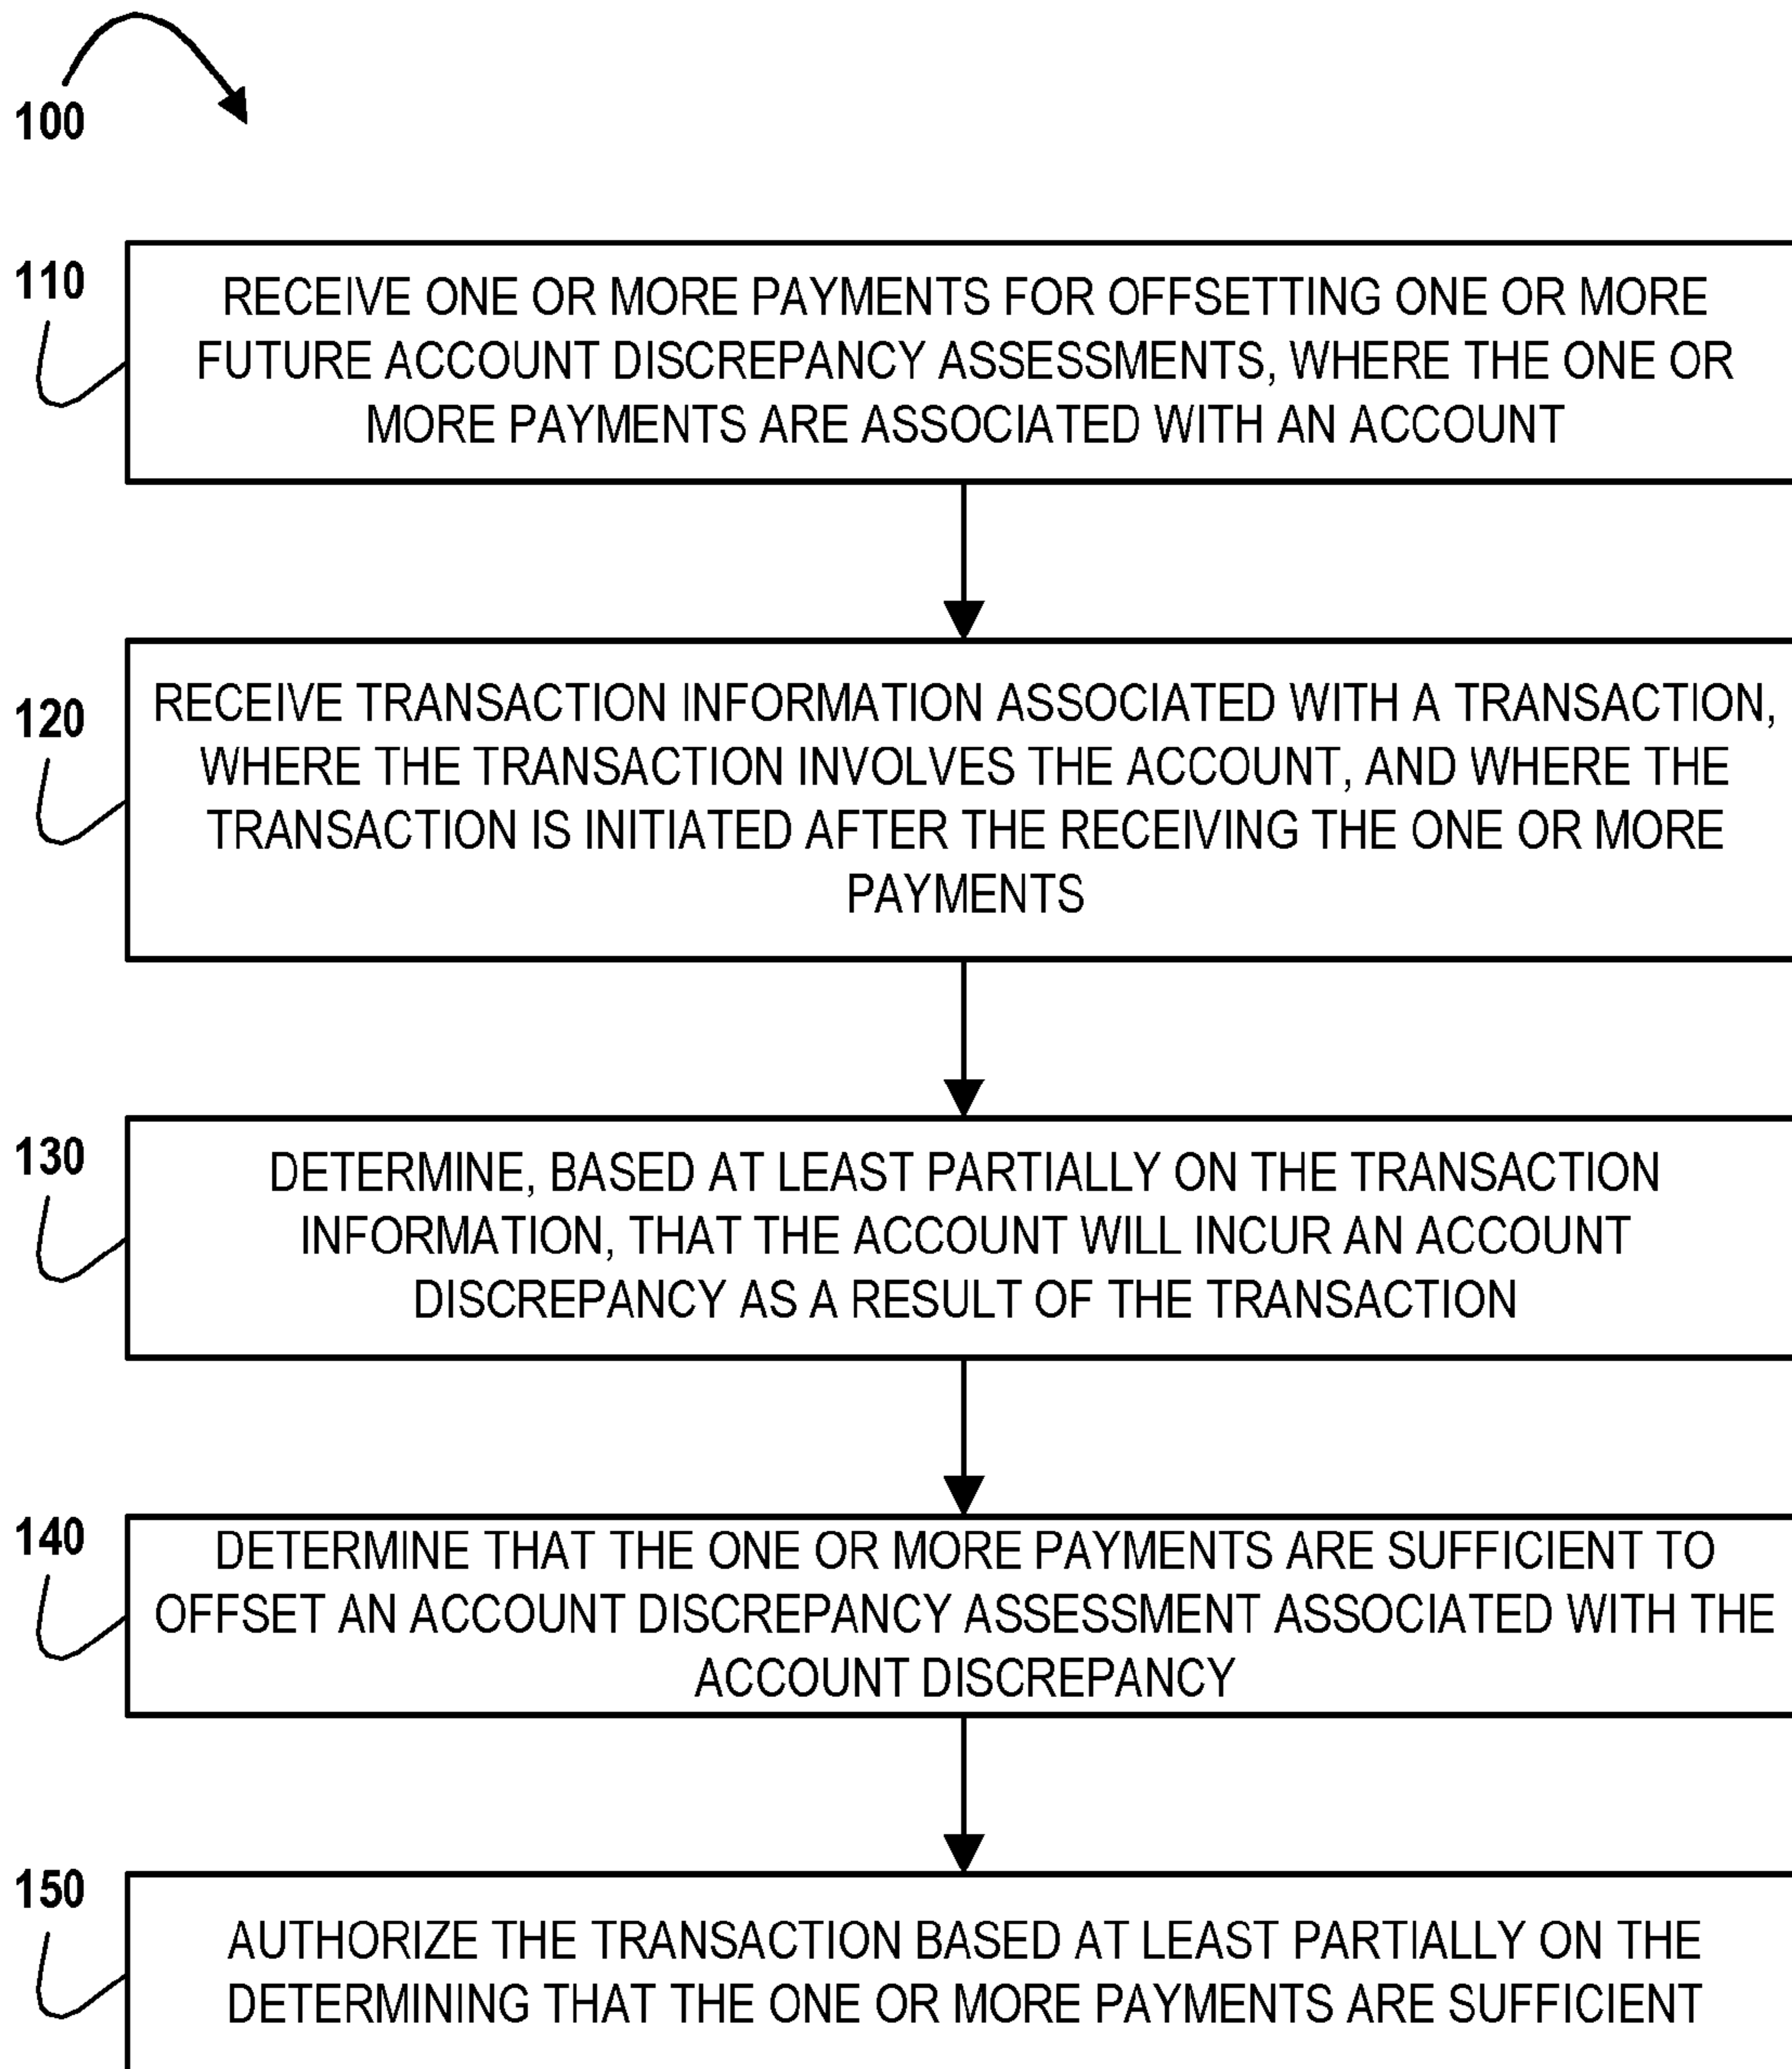 100
110
RECEIVE ONE OR MORE PAYMENTS FOR OFFSETTING ONE OR MORE
FUTURE ACCOUNT DISCREPANCY ASSESSMENTS, WHERE THE ONE OR
MORE PAYMENTS ARE ASSOCIATED WITH AN ACCOUNT
120
RECEIVE TRANSACTION INFORMATION ASSOCIATED WITH A TRANSACTION,
WHERE THE TRANSACTION INVOLVES THE ACCOUNT, AND WHERE THE
TRANSACTION IS INITIATED AFTER THE RECEIVING THE ONE OR MORE
PAYMENTS
130
DETERMINE, BASED AT LEAST PARTIALLY ON THE TRANSACTION
INFORMATION, THAT THE ACCOUNT WILL INCUR AN ACCOUNT
DISCREPANCY AS A RESULT OF THE TRANSACTION
140
DETERMINE THAT THE ONE OR MORE PAYMENTS ARE SUFFICIENT TO
OFFSET AN ACCOUNT DISCREPANCY ASSESSMENT ASSOCIATED WITH THE
ACCOUNT DISCREPANCY
150
AUTHORIZE THE TRANSACTION BASED AT LEAST PARTIALLY ON THE
DETERMINING THAT THE ONE OR MORE PAYMENTS ARE SUFFICIENT